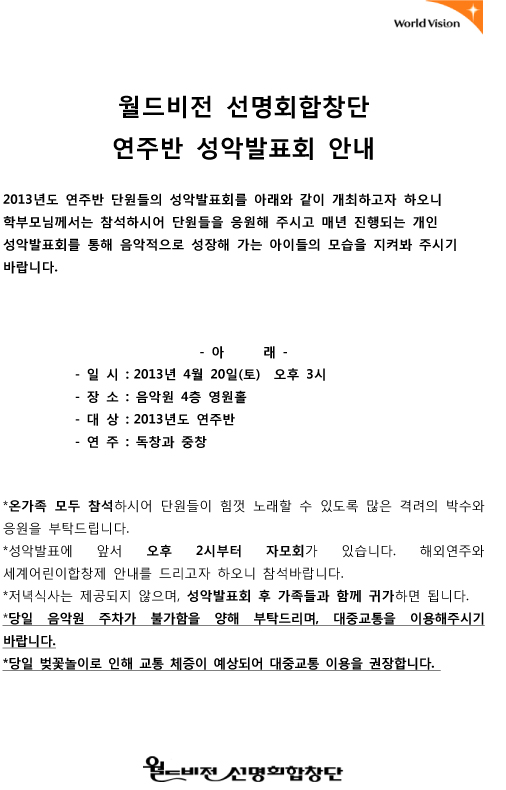 World Vision
월드비전 선명회합창단
연주반 성악발표회 안내
2013년도 연주반 단원들의 성악발표회를 아래와 같이 개최하고자 하오니
학부모님께서는 참석하시어 단원들을 응원해 주시고 매년 진행되는 개인
성악발표회를 통해 음악적으로 성장해 가는 아이들의 모습을 지켜봐 주시기
바랍니다.
- 아 래 -
- 일 시 : 2013년 4월 20일(토) 오후 3시
- 장 소 : 음악원 4층 영원홀
- 대 상 : 2013년도 연주반
- 연 주 : 독창과 중창
*온가족 모두 참석하시어 단원들이 힘껏 노래할 수 있도록 많은 격려의 박수와
응원을 부탁드립니다.
*성악발표에 앞서 오후 2시부터 자모회가 있습니다. 해외연주와
세계어린이합창제 안내를 드리고자 하오니 참석바랍니다.
*저녁식사는 제공되지 않으며, 성악발표회 후 가족들과 함께 귀가하면 됩니다.
*당일 음악원 주차가 불가함을 양해 부탁드리며, 대중교통을 이용해주시기
바랍니다.
*당일 벚꽃놀이로 인해 교통 체증이 예상되어 대중교통 이용을 권장합니다.
월드비전 선명회합창단